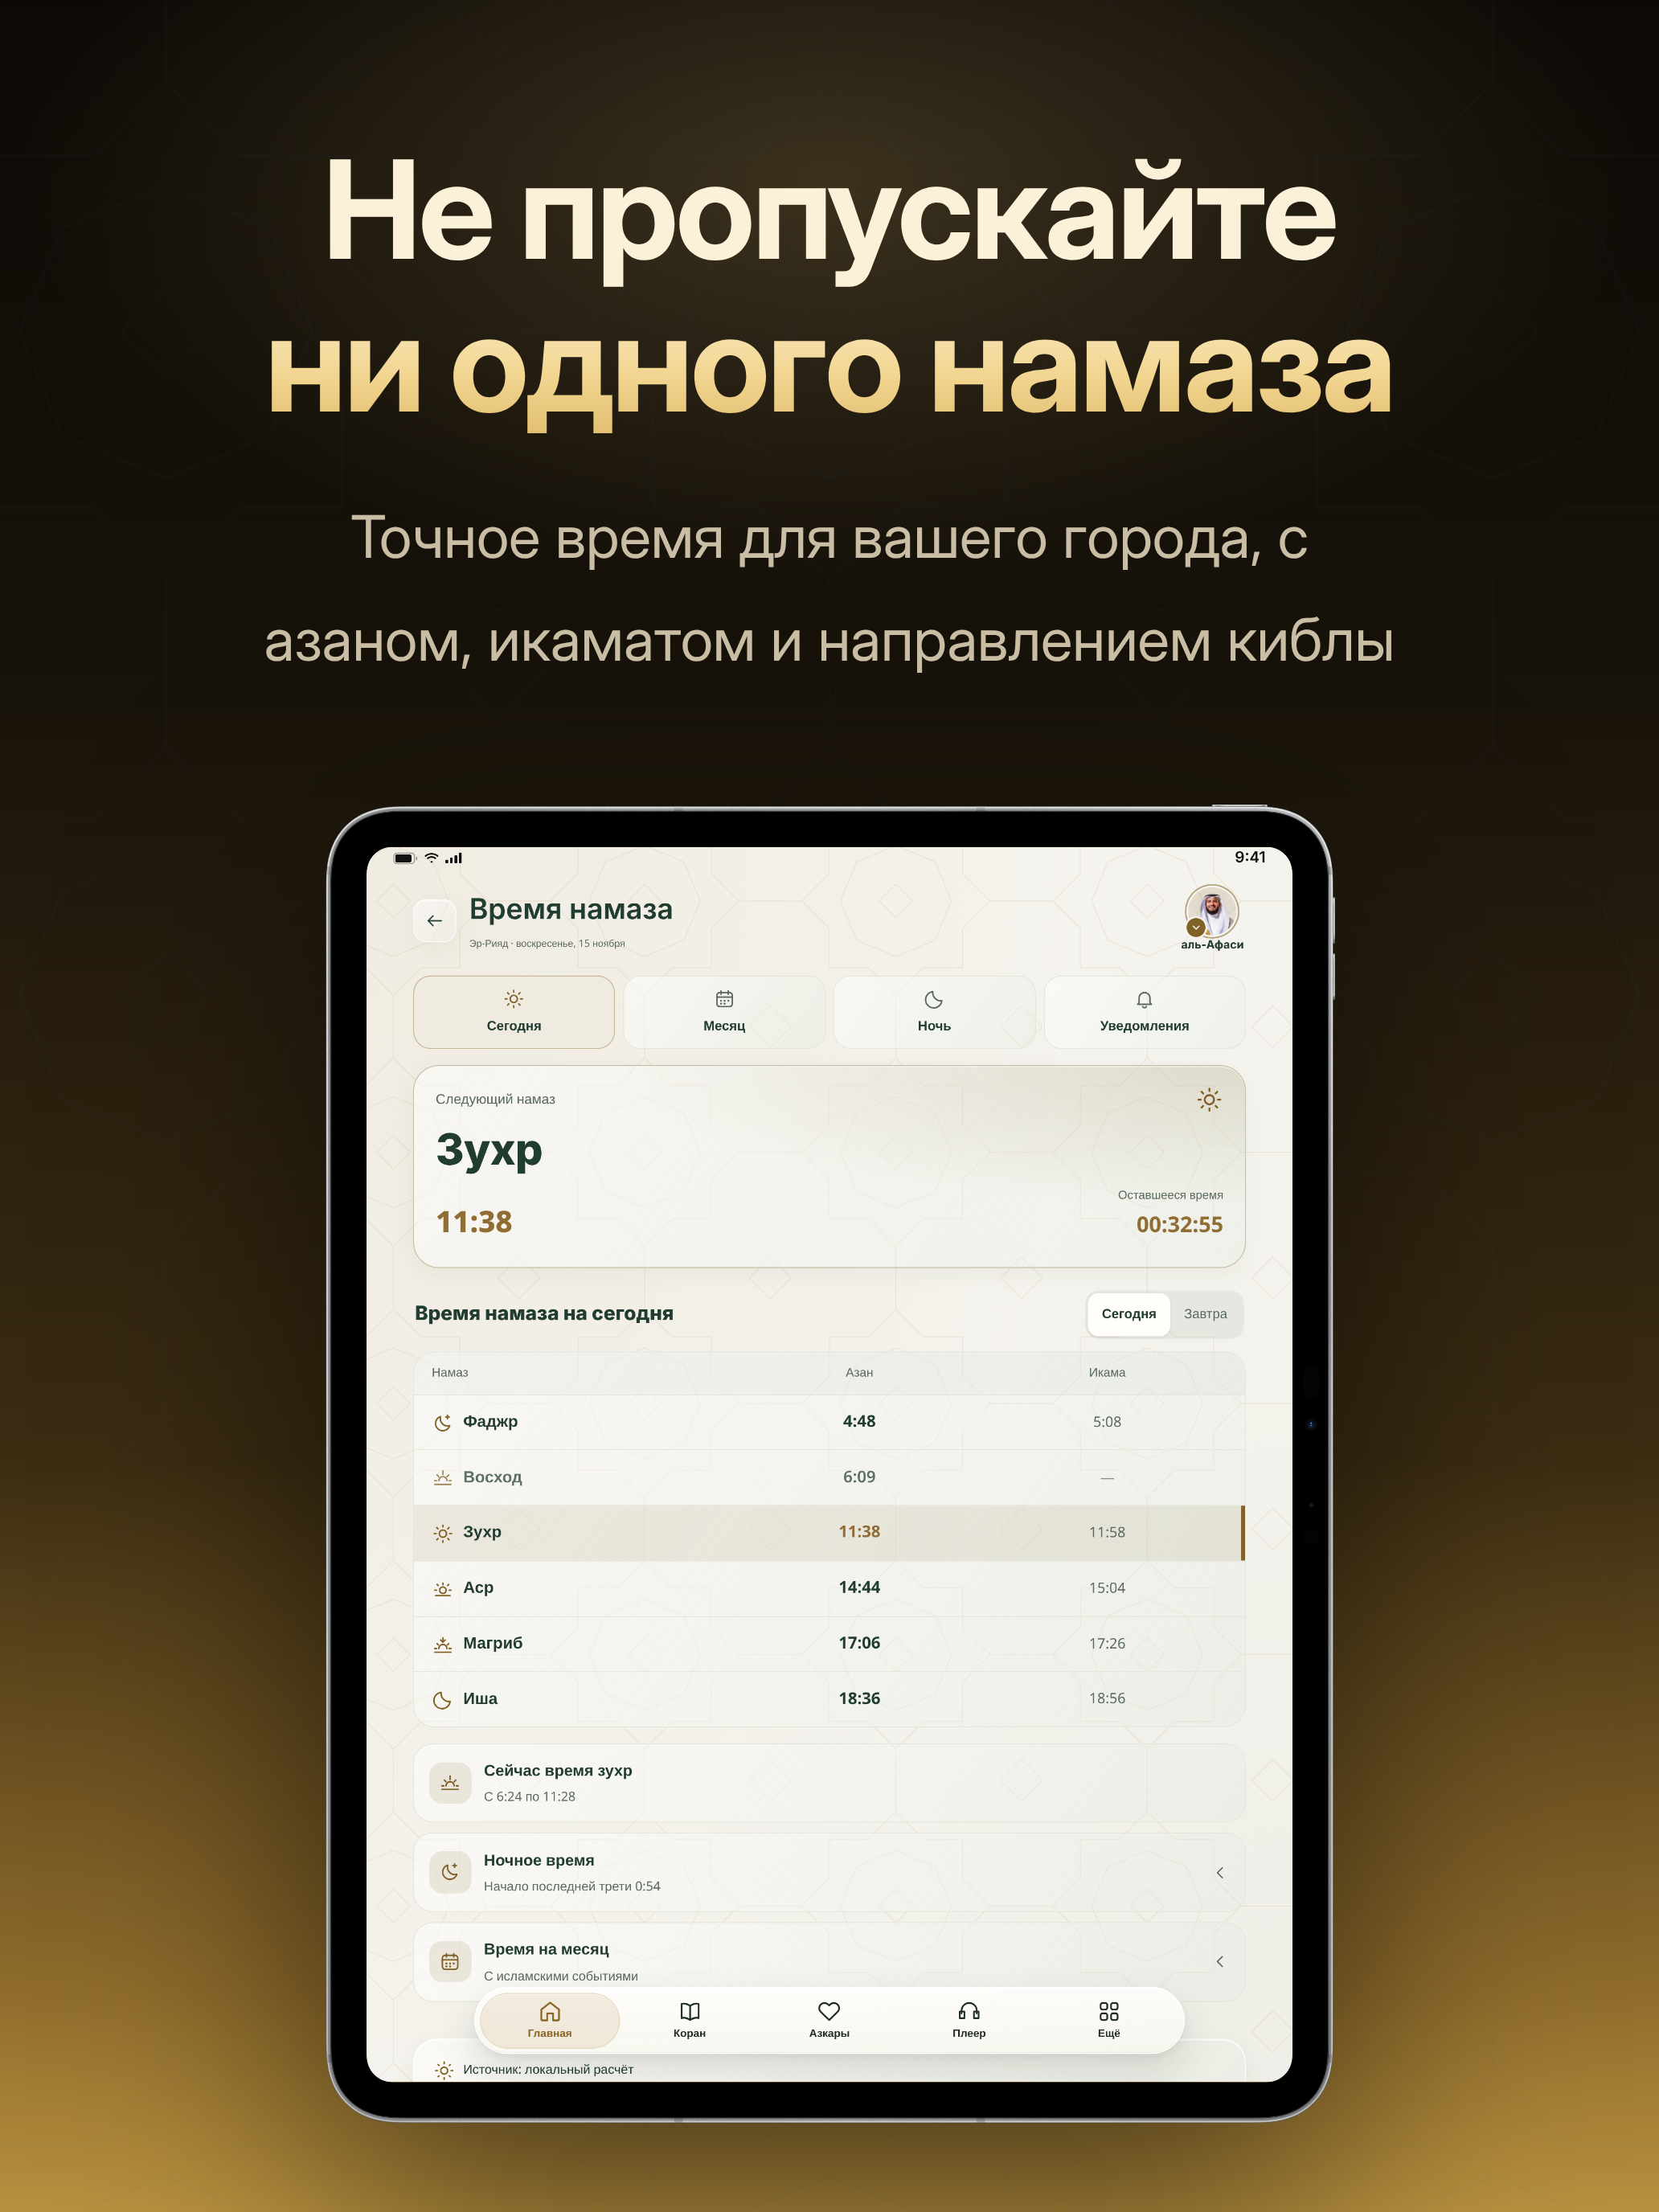 Не пропускайте
ни одного намаза
Точное время для вашего города, с
азаном, икаматом и направлением киблы
9:41
Время намаза
Эр-Рияд · воскресенье, 15 ноября
аль-Афаси
Сегодня
Месяц
Ночь
Уведомления
Следующий намаз
Зухр
11:38
Оставшееся время
00:32:55
Время намаза на сегодня
Сегодня
Завтра
Намаз Азан Икама
Фаджр 4:48 5:08
Восход 6:09 —
Зухр 11:38 11:58
Аср 14:44 15:04
Магриб 17:06 17:26
Иша 18:36 18:56
Сейчас время зухр
С 6:24 по 11:28
Ночное время
Начало последней трети 0:54
Время на месяц
С исламскими событиями
Главная
Коран
Азкары
Плеер
Ещё
Источник: локальный расчёт